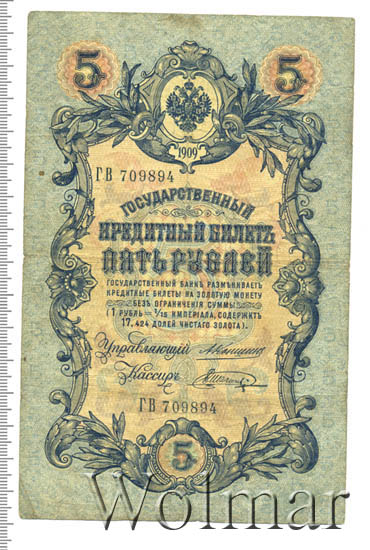 5 5
1909
ГВ 709894
ГОСУДАРСТВЕННЫЙ
КРЕДИТНЫЙ БИЛЕТЪ
ПЯТЬ РУБЛЕЙ
ГОСУДАРСТВЕННЫЙ БАНКЪ РАЗМѢНИВАЕТЪ
КРЕДИТНЫЕ БИЛЕТЫ НА ЗОЛОТУЮ МОНЕТУ
БЕЗЪ ОГРАНИЧЕНІЯ СУММЫ
(1 РУБЛЬ = 1/15 ИМПЕРІАЛА, СОДЕРЖИТЪ
17,424 ДОЛЕЙ ЧИСТАГО ЗОЛОТА).
Управляющій
Кассиръ
ГВ 709894
5
Wolmar